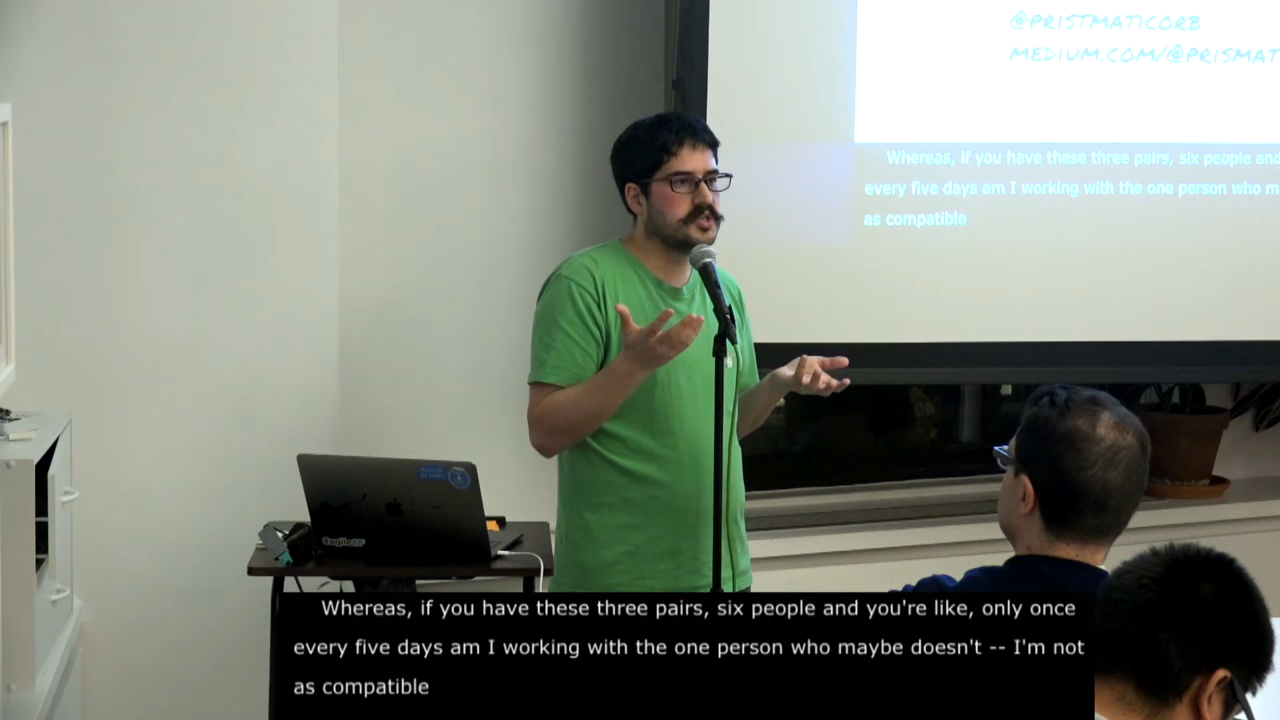 @PRISTMATICORB
MEDIUM.COM/@PRISMAT
Whereas, if you have these three pairs, six people and
every five days am I working with the one person who m
as compatible
Whereas, if you have these three pairs, six people and you're like, only once
every five days am I working with the one person who maybe doesn't -- I'm not
as compatible